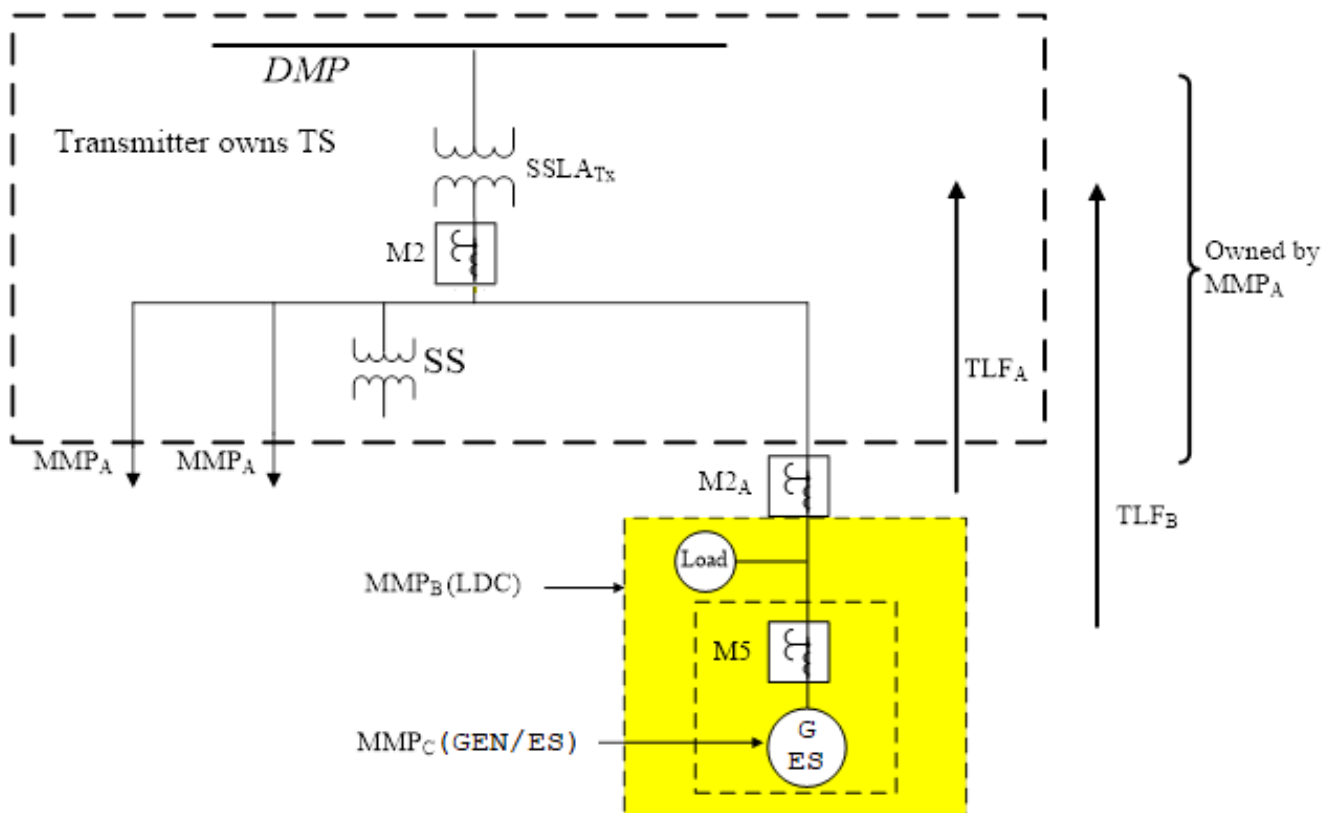 DMP
Transmitter owns TS
SSLATx
M2
Owned by
MMPA
SS
TLFA
MMPA
MMPA
M2A
TLFB
Load
MMPB(LDC)
M5
MMPC(GEN/ES)
G
ES